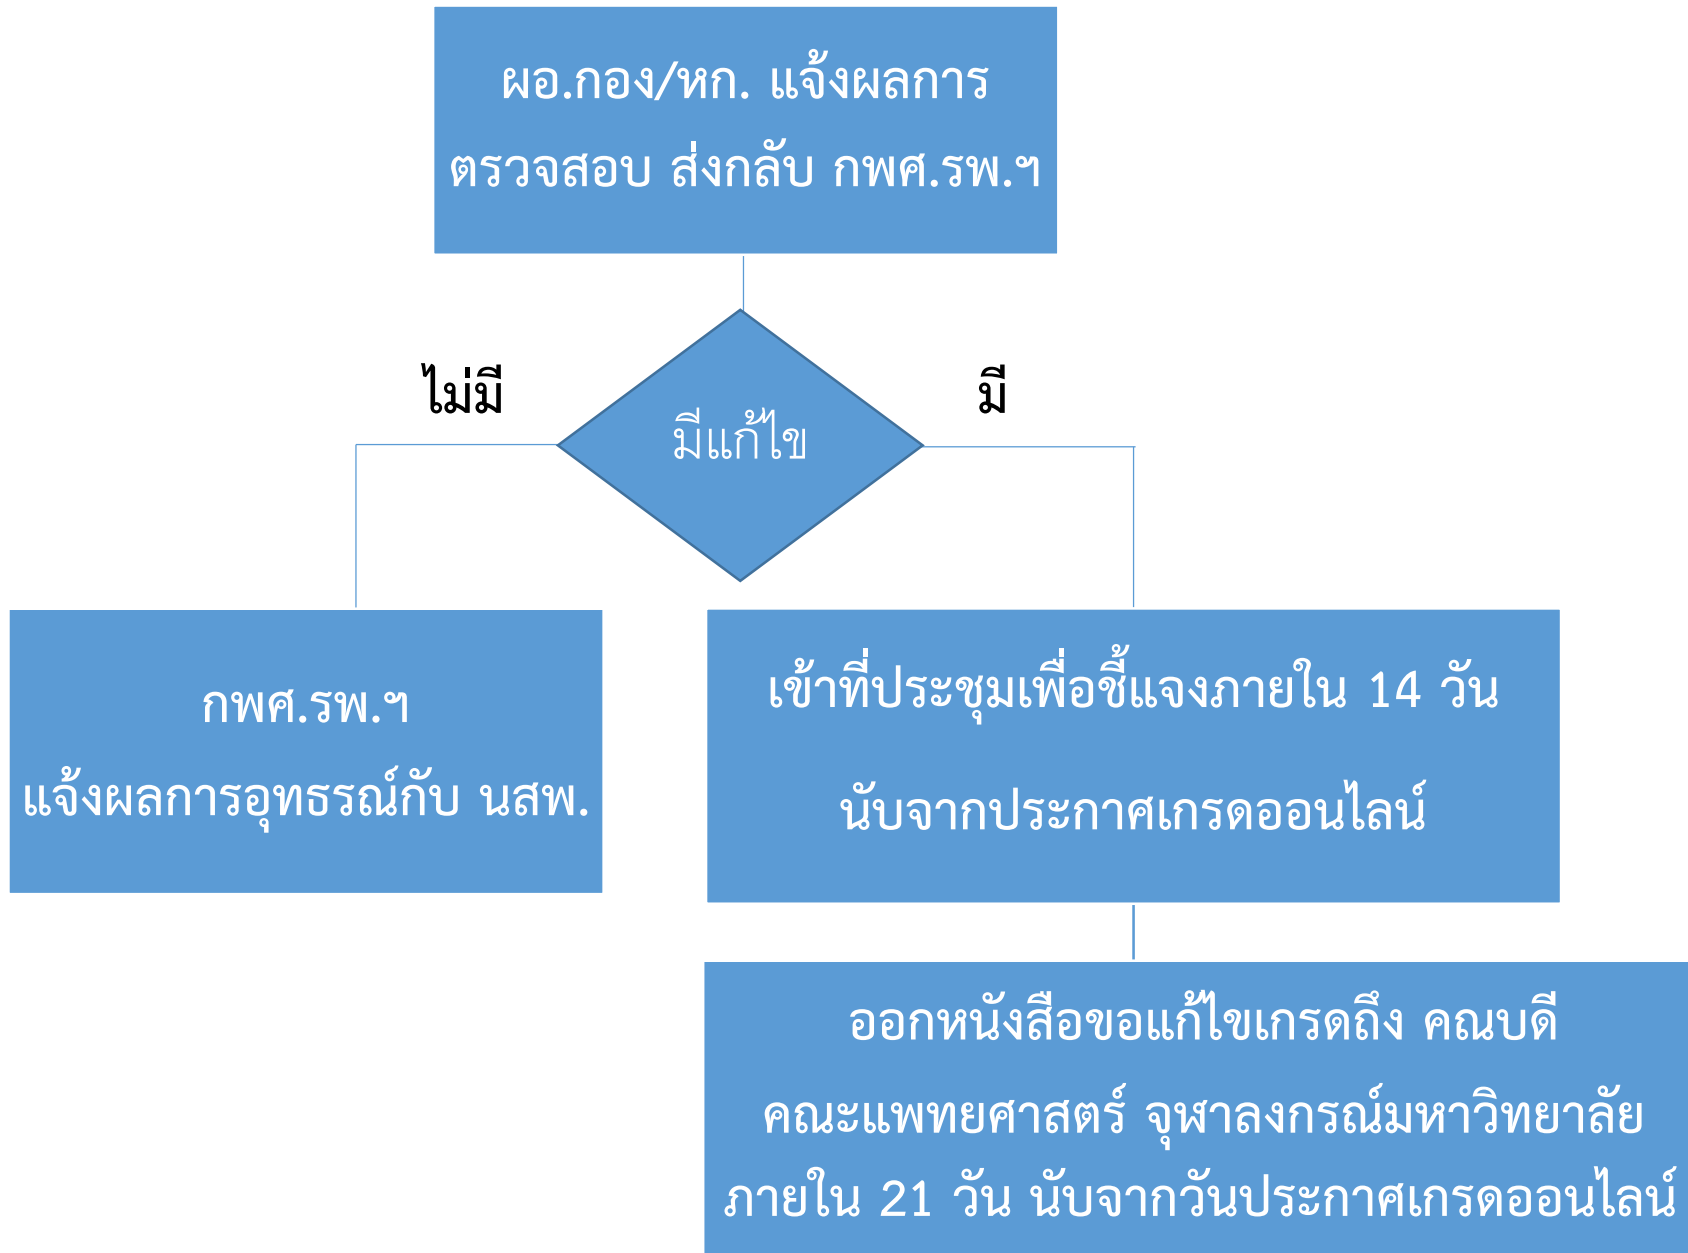 ผอ.กอง/หก. แจ้งผลการ
ตรวจสอบ ส่งกลับ กพศ.รพ.ฯ
ไม่มี
มี
มีแก้ไข
กพศ.รพ.ฯ
แจ้งผลการอุทธรณ์กับ นสพ.
เข้าที่ประชุมเพื่อชี้แจงภายใน 14 วัน
นับจากประกาศเกรดออนไลน์
ออกหนังสือขอแก้ไขเกรดถึง คณบดี
คณะแพทยศาสตร์ จุฬาลงกรณ์มหาวิทยาลัย
ภายใน 21 วัน นับจากวันประกาศเกรดออนไลน์